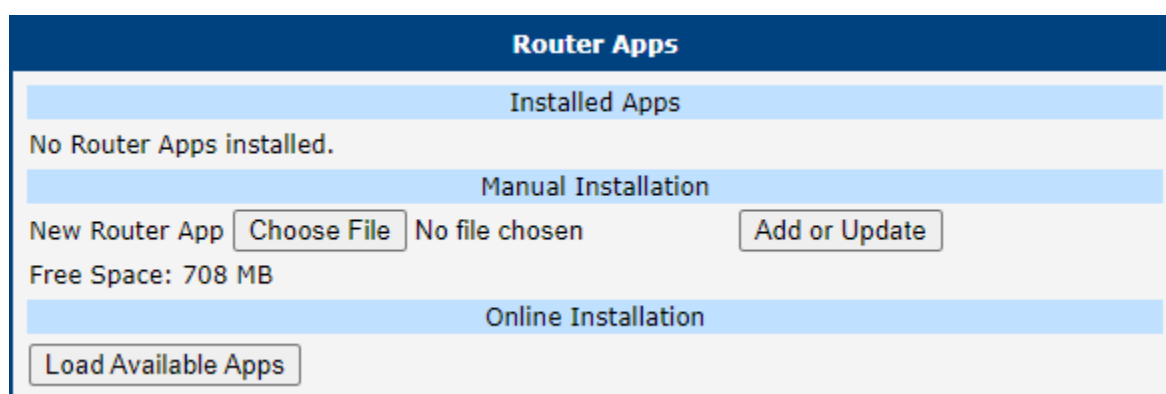 Router Apps
Installed Apps
No Router Apps installed.
Manual Installation
New Router App Choose File No file chosen Add or Update
Free Space: 708 MB
Online Installation
Load Available Apps